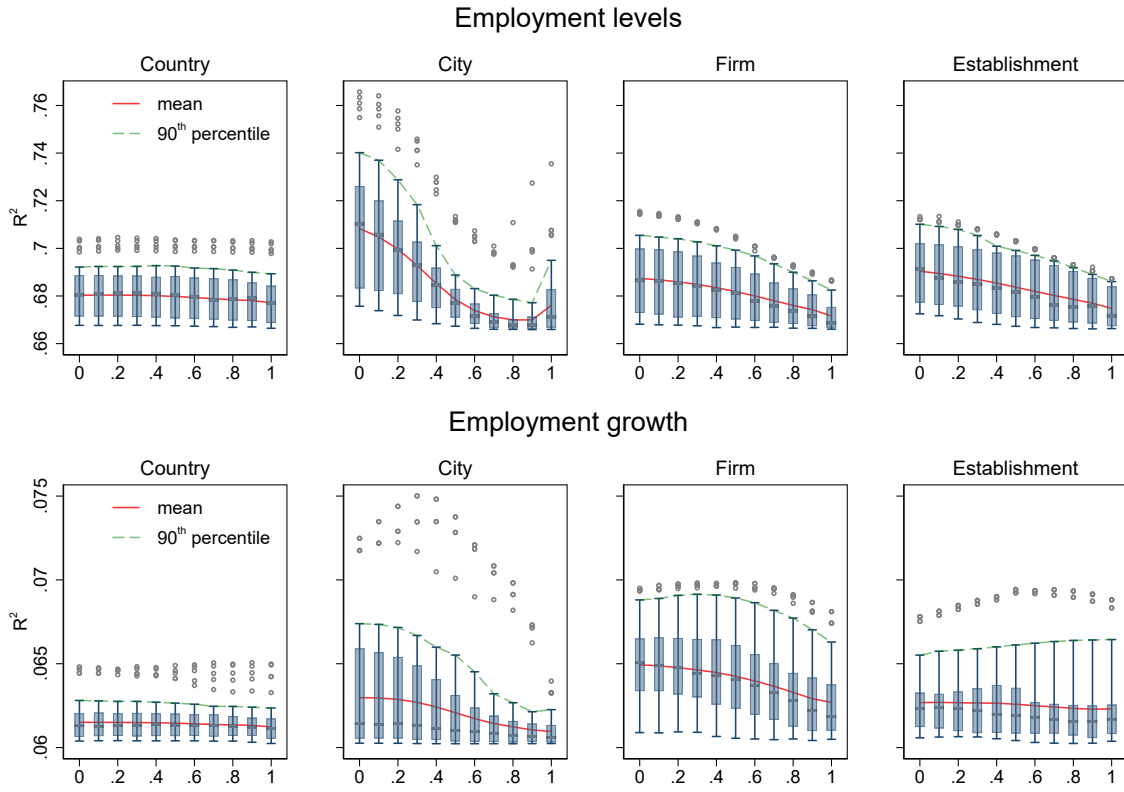 Employment levels
Country City Firm Establishment
mean
90th percentile
R2
.76
.74
.72
.7
.68
.66
0 .2 .4 .6 .8 1 0 .2 .4 .6 .8 1 0 .2 .4 .6 .8 1 0 .2 .4 .6 .8 1
Employment growth
Country City Firm Establishment
mean
90th percentile
R2
.075
.07
.065
.06
0 .2 .4 .6 .8 1 0 .2 .4 .6 .8 1 0 .2 .4 .6 .8 1 0 .2 .4 .6 .8 1